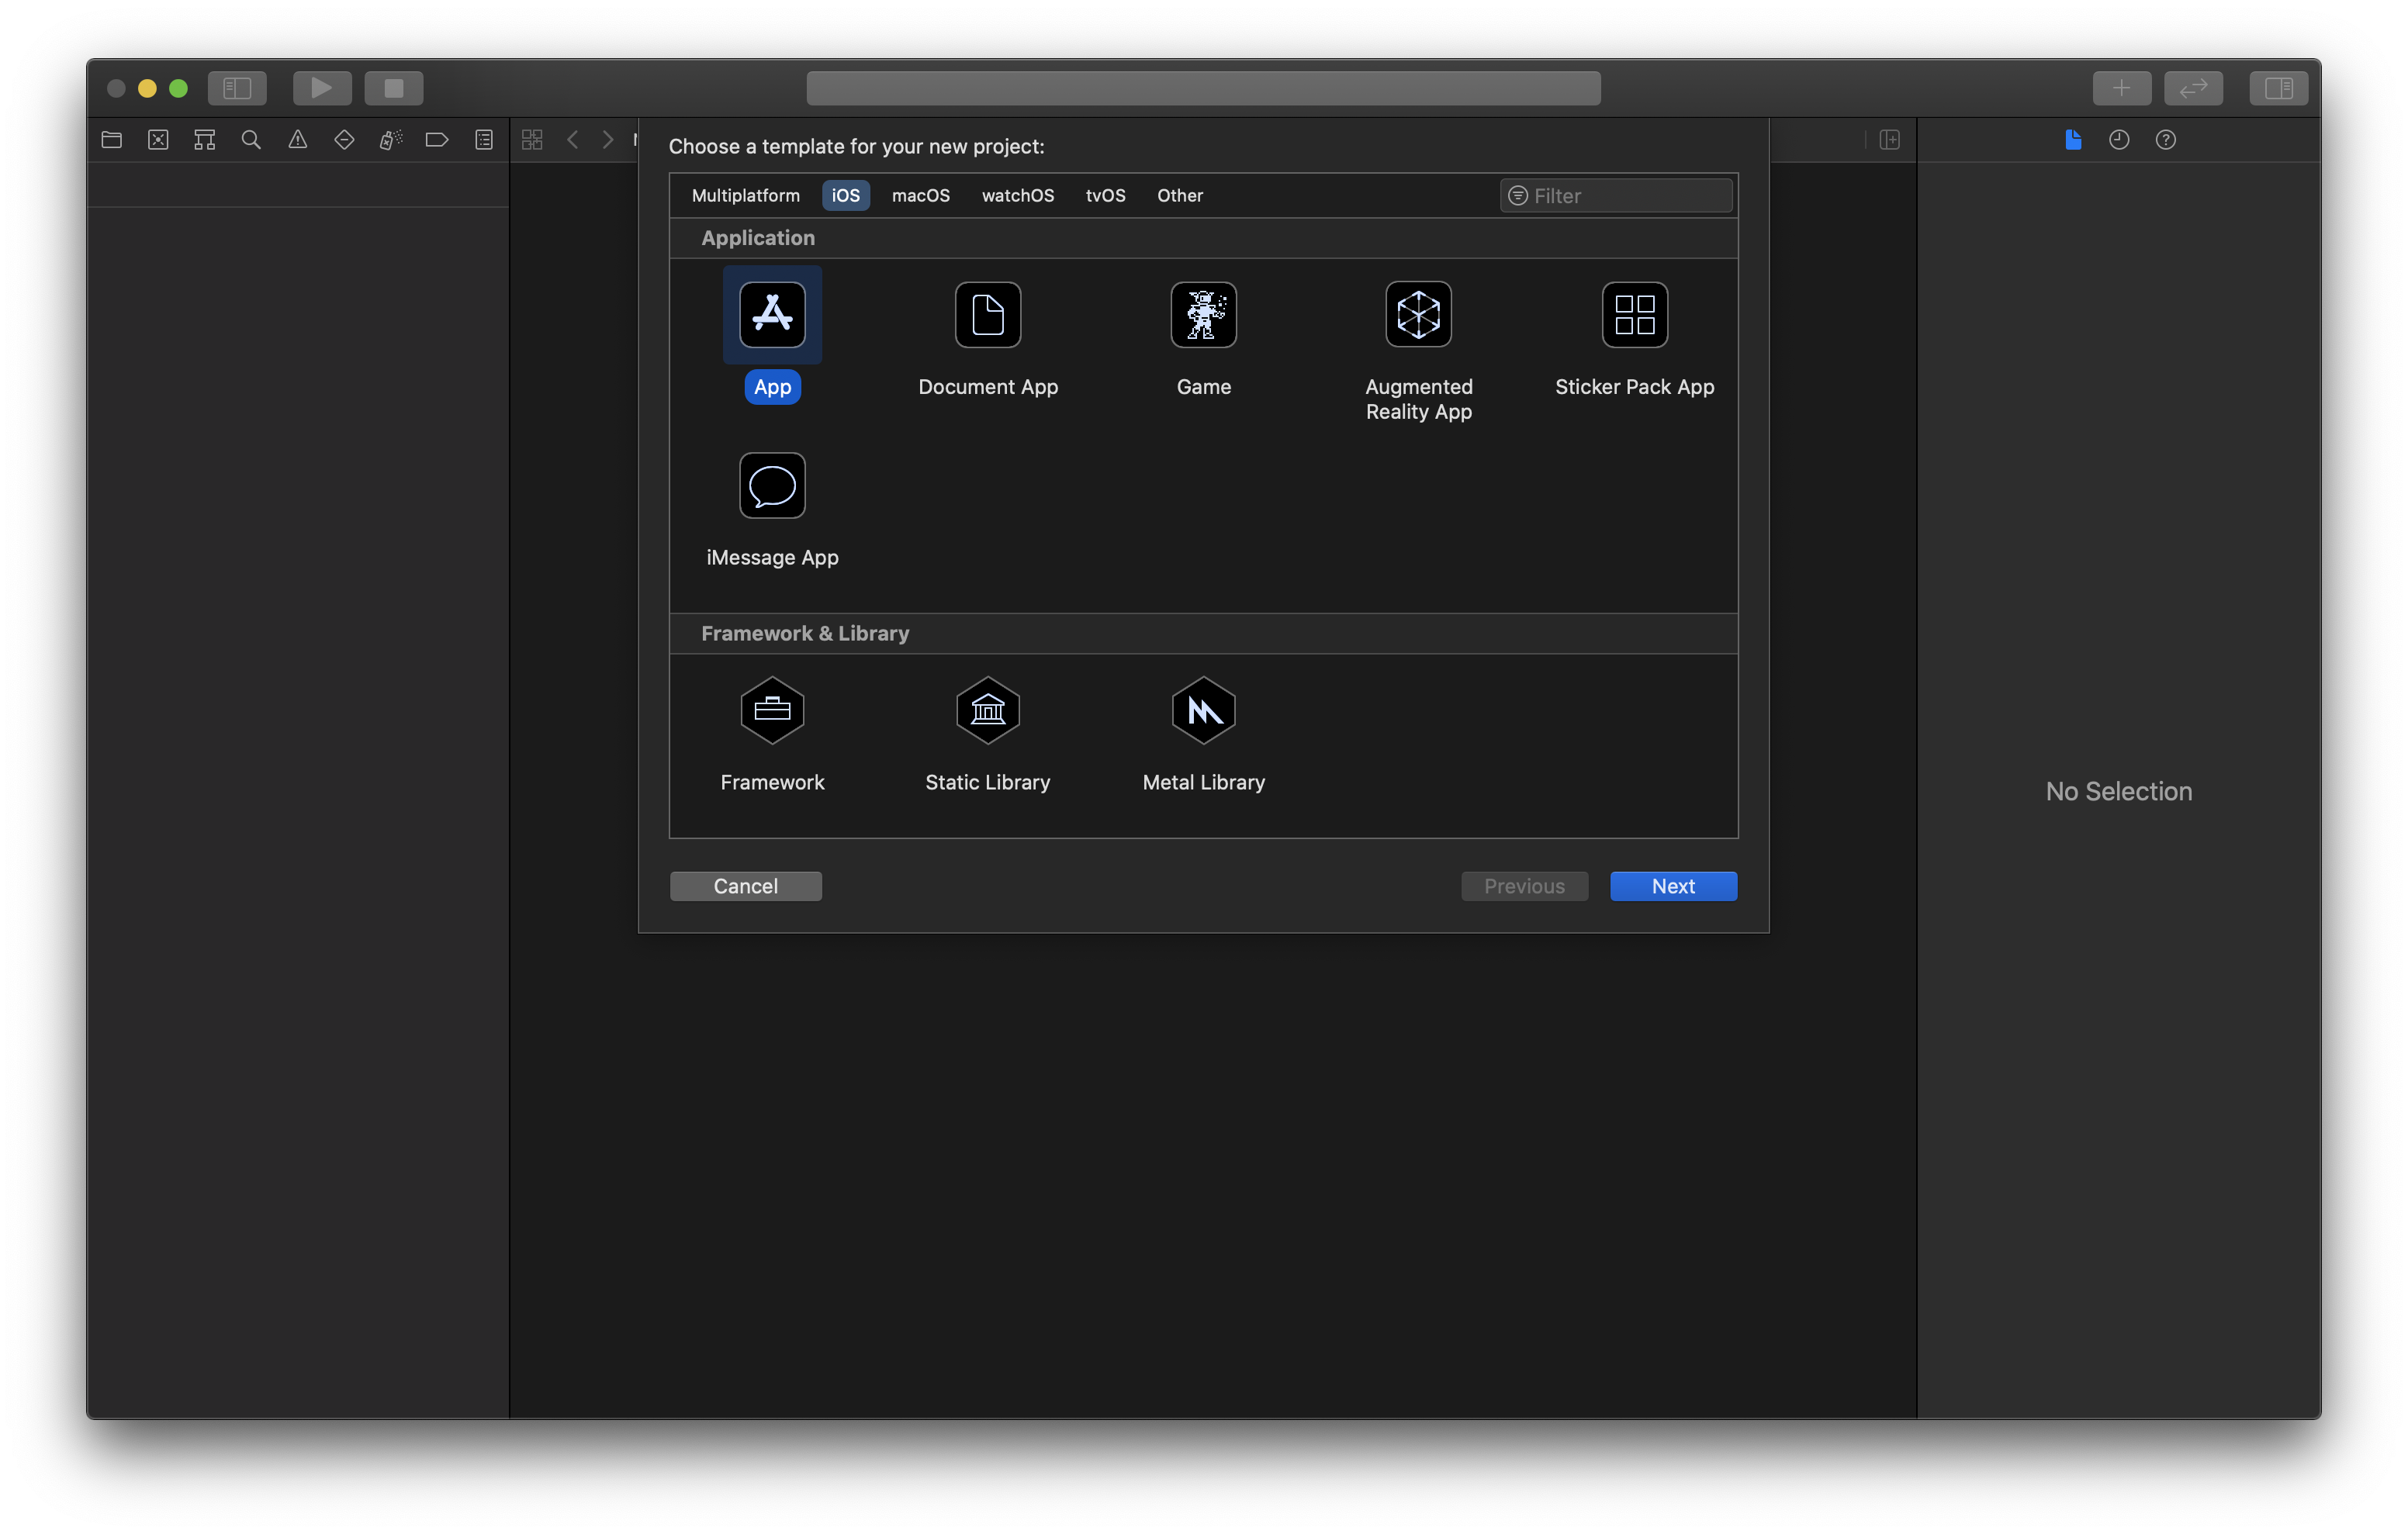 Choose a template for your new project:
Multiplatform iOS macOS watchOS tvOS Other Filter
Application
App Document App Game Augmented Reality App Sticker Pack App
iMessage App
Framework & Library
Framework Static Library Metal Library
No Selection
Cancel Previous Next